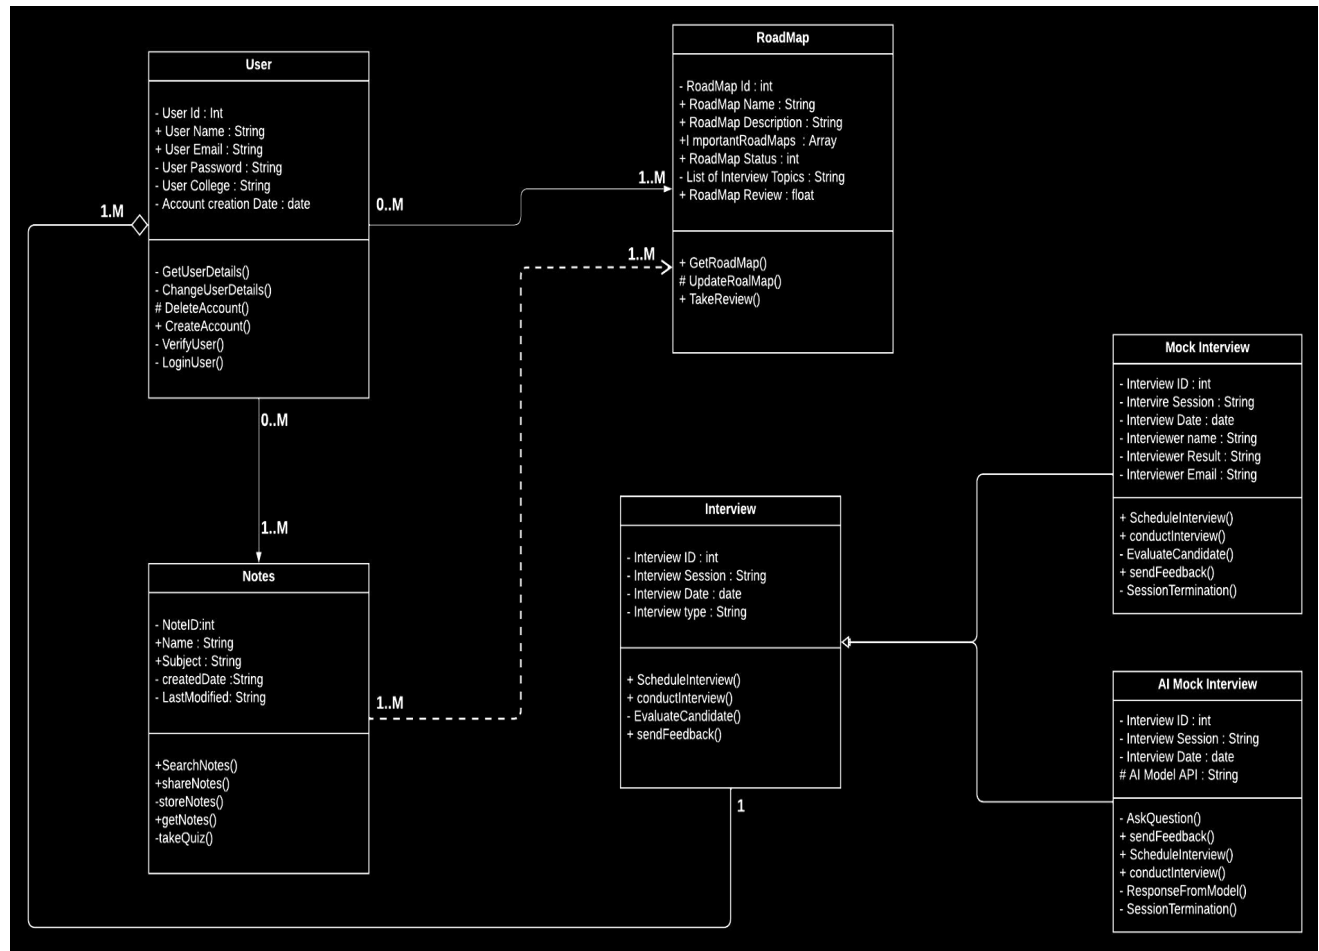 User
- User Id : Int
+ User Name : String
+ User Email : String
- User Password : String
- User College : String
- Account creation Date : date
- GetUserDetails()
- ChangeUserDetails()
# DeleteAccount()
+ CreateAccount()
- VerifyUser()
- LoginUser()
1.M
0..M
1..M
RoadMap
- RoadMap Id : int
+ RoadMap Name : String
+ RoadMap Description : String
+I mportantRoadMaps : Array
+ RoadMap Status : int
- List of Interview Topics : String
+ RoadMap Review : float
+ GetRoadMap()
# UpdateRoalMap()
+ TakeReview()
1..M
0..M
1..M
Notes
- NoteID:int
+Name : String
+Subject : String
- createdDate :String
- LastModified: String
+SearchNotes()
+shareNotes()
-storeNotes()
+getNotes()
-takeQuiz()
1..M
Interview
- Interview ID : int
- Interview Session : String
- Interview Date : date
- Interview type : String
+ ScheduleInterview()
+ conductInterview()
- EvaluateCandidate()
+ sendFeedback()
1
Mock Interview
- Interview ID : int
- Intervire Session : String
- Interview Date : date
- Interviewer name : String
- Interviewer Result : String
- Interviewer Email : String
+ ScheduleInterview()
+ conductInterview()
- EvaluateCandidate()
+ sendFeedback()
- SessionTermination()
AI Mock Interview
- Interview ID : int
- Interview Session : String
- Interview Date : date
# AI Model API : String
- AskQuestion()
+ sendFeedback()
+ ScheduleInterview()
+ conductInterview()
- ResponseFromModel()
- SessionTermination()